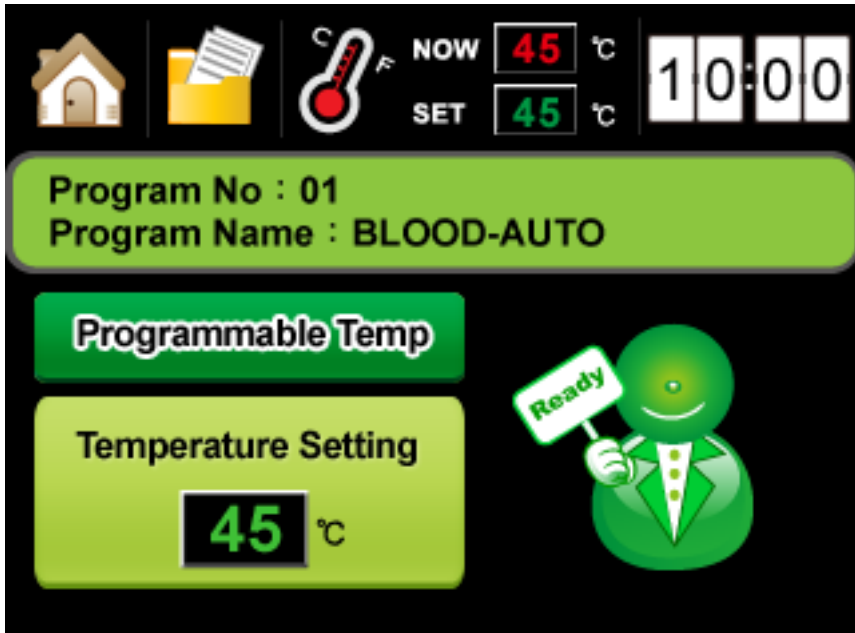 C F
NOW 45 ℃
SET 45 ℃
10:00
Program No：01
Program Name：BLOOD-AUTO
Programmable Temp
Ready
Temperature Setting
45 ℃